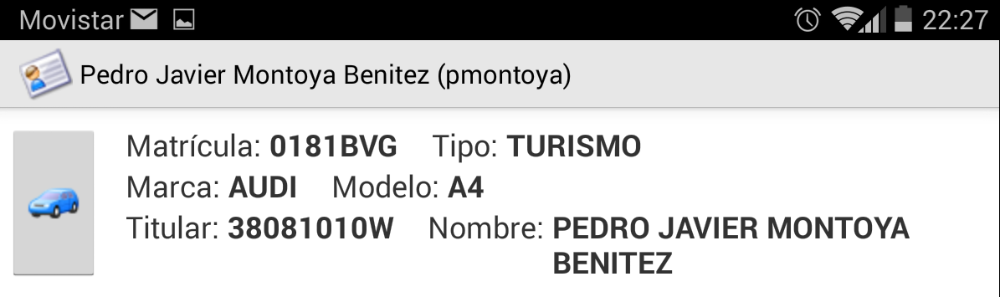 Movistar 22:27
Pedro Javier Montoya Benitez (pmontoya)
Matrícula: 0181BVG Tipo: TURISMO
Marca: AUDI Modelo: A4
Titular: 38081010W Nombre: PEDRO JAVIER MONTOYA
BENITEZ